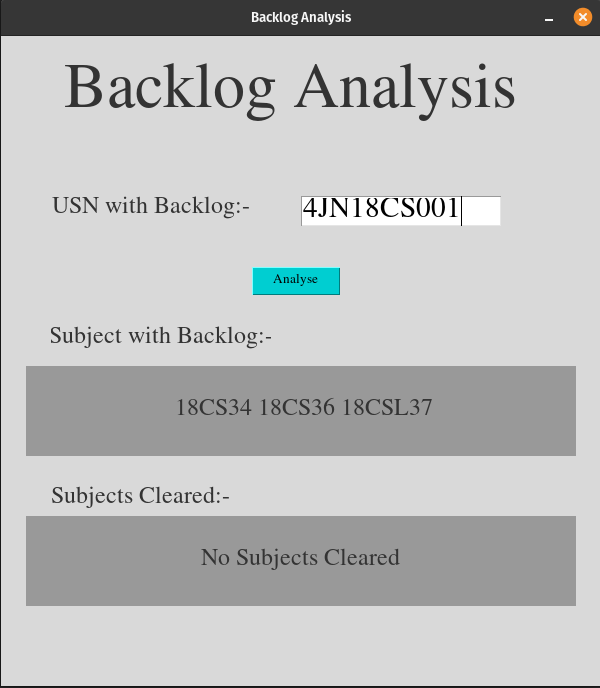 Backlog Analysis
Backlog Analysis
USN with Backlog:- 4JN18CS001
Analyse
Subject with Backlog:-
18CS34 18CS36 18CSL37
Subjects Cleared:-
No Subjects Cleared